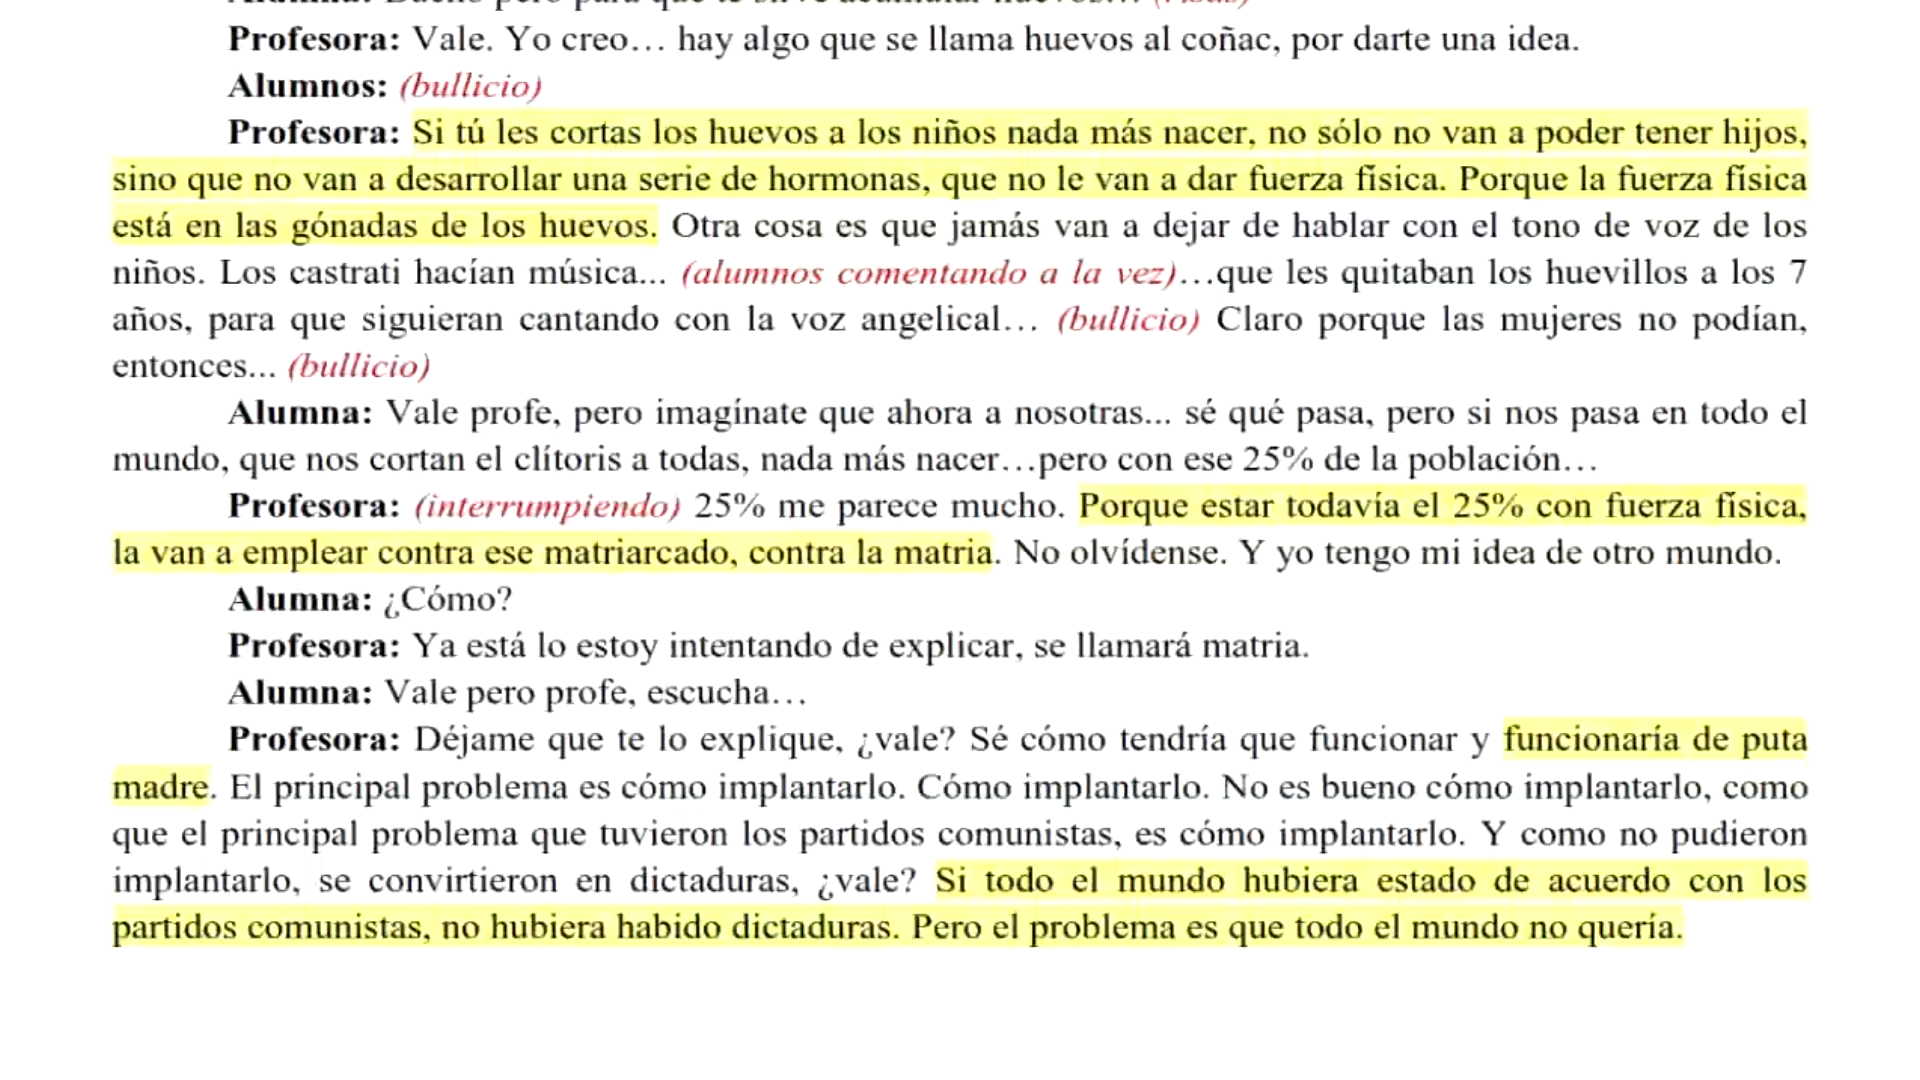 Profesora: Vale. Yo creo… hay algo que se llama huevos al coñac, por darte una idea.
Alumnos: (bullicio)
Profesora: Si tú les cortas los huevos a los niños nada más nacer, no sólo no van a poder tener hijos,
sino que no van a desarrollar una serie de hormonas, que no le van a dar fuerza física. Porque la fuerza física
está en las gónadas de los huevos. Otra cosa es que jamás van a dejar de hablar con el tono de voz de los
niños. Los castrati hacían música... (alumnos comentando a la vez)…que les quitaban los huevillos a los 7
años, para que siguieran cantando con la voz angelical… (bullicio) Claro porque las mujeres no podían,
entonces... (bullicio)
Alumna: Vale profe, pero imagínate que ahora a nosotras... sé qué pasa, pero si nos pasa en todo el
mundo, que nos cortan el clítoris a todas, nada más nacer…pero con ese 25% de la población…
Profesora: (interrumpiendo) 25% me parece mucho. Porque estar todavía el 25% con fuerza física,
la van a emplear contra ese matriarcado, contra la matria. No olvídense. Y yo tengo mi idea de otro mundo.
Alumna: ¿Cómo?
Profesora: Ya está lo estoy intentando de explicar, se llamará matria.
Alumna: Vale pero profe, escucha…
Profesora: Déjame que te lo explique, ¿vale? Sé cómo tendría que funcionar y funcionaría de puta
madre. El principal problema es cómo implantarlo. Cómo implantarlo. No es bueno cómo implantarlo, como
que el principal problema que tuvieron los partidos comunistas, es cómo implantarlo. Y como no pudieron
implantarlo, se convirtieron en dictaduras, ¿vale? Si todo el mundo hubiera estado de acuerdo con los
partidos comunistas, no hubiera habido dictaduras. Pero el problema es que todo el mundo no quería.